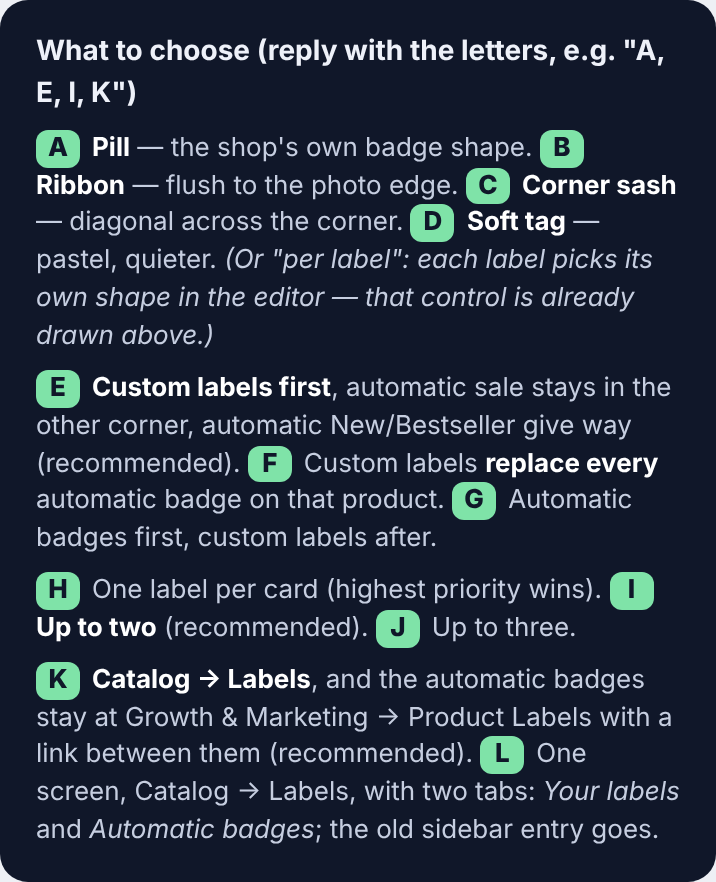 What to choose (reply with the letters, e.g. "A,
E, I, K")
A Pill — the shop's own badge shape. B
Ribbon — flush to the photo edge. C Corner sash
— diagonal across the corner. D Soft tag —
pastel, quieter. (Or "per label": each label picks its
own shape in the editor — that control is already
drawn above.)
E Custom labels first, automatic sale stays in the
other corner, automatic New/Bestseller give way
(recommended). F Custom labels replace every
automatic badge on that product. G Automatic
badges first, custom labels after.
H One label per card (highest priority wins). I
Up to two (recommended). J Up to three.
K Catalog → Labels, and the automatic badges
stay at Growth & Marketing → Product Labels with a
link between them (recommended). L One
screen, Catalog → Labels, with two tabs: Your labels
and Automatic badges; the old sidebar entry goes.